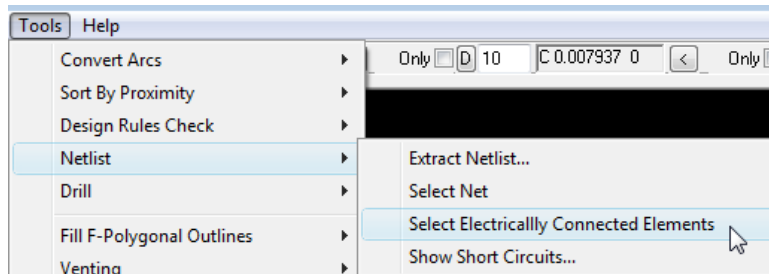 Tools Help
Convert Arcs
Only D 10 C 0.007937 0 < Only
Sort By Proximity
Design Rules Check
Netlist
Extract Netlist...
Drill
Select Net
Select Electricallly Connected Elements
Fill F-Polygonal Outlines
Show Short Circuits...
Venting